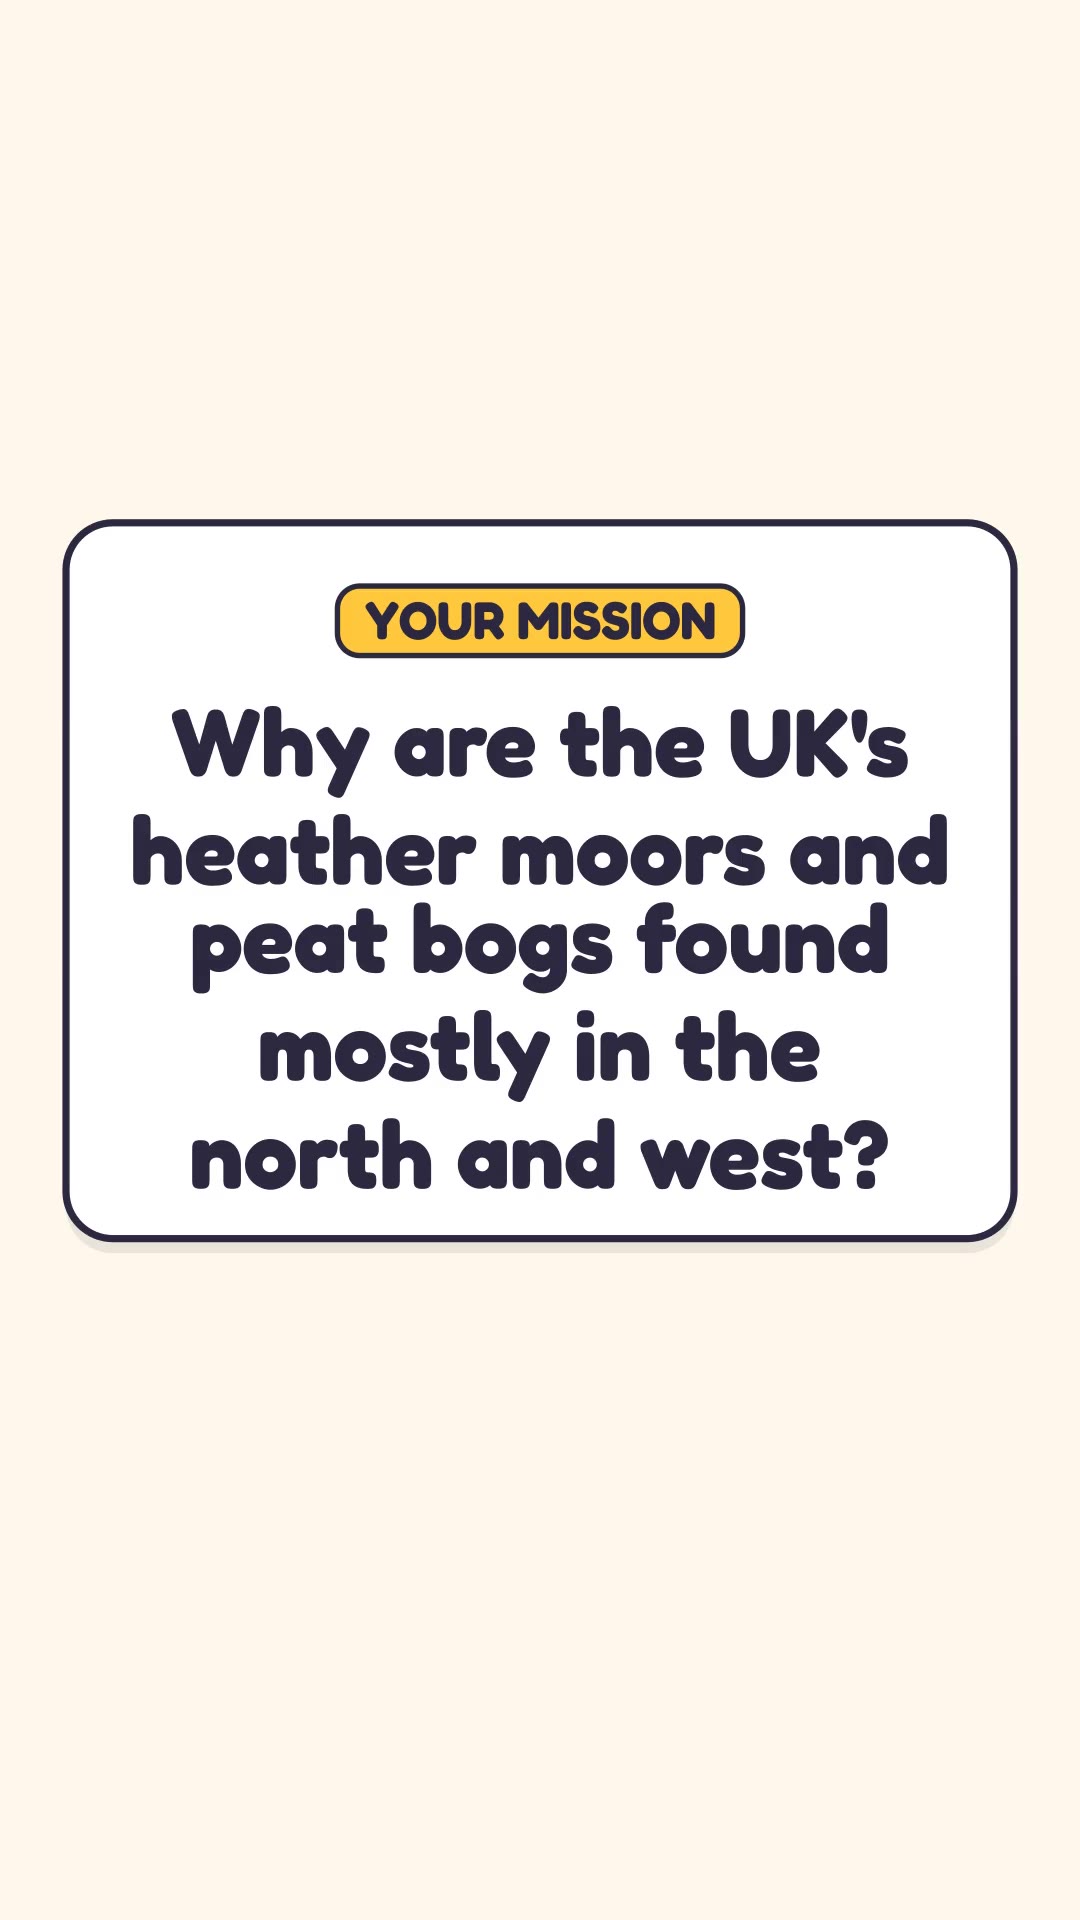 YOUR MISSION
Why are the UK's
heather moors and
peat bogs found
mostly in the
north and west?